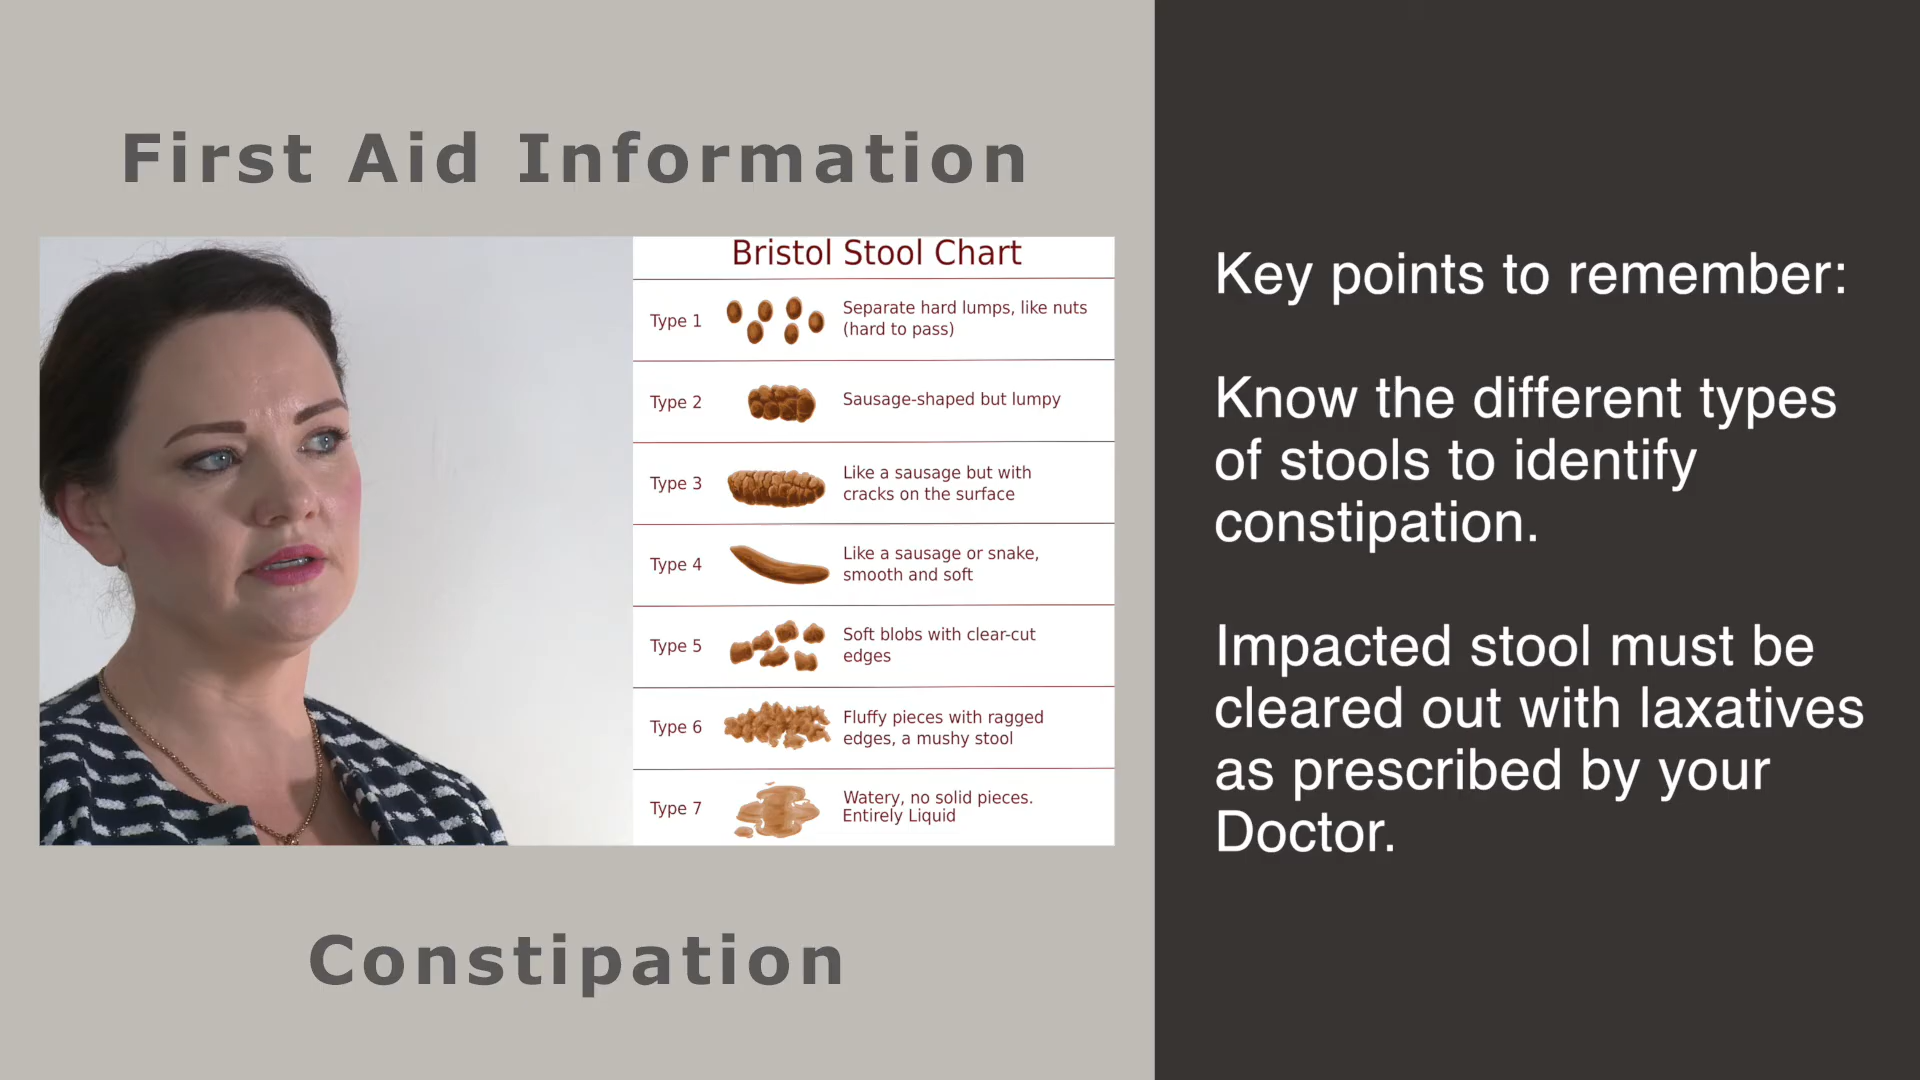 First Aid Information
Bristol Stool Chart
Type 1
Separate hard lumps, like nuts
(hard to pass)
Type 2
Sausage-shaped but lumpy
Type 3
Like a sausage but with
cracks on the surface
Type 4
Like a sausage or snake,
smooth and soft
Type 5
Soft blobs with clear-cut
edges
Type 6
Fluffy pieces with ragged
edges, a mushy stool
Type 7
Watery, no solid pieces.
Entirely Liquid
Constipation
Key points to remember:
Know the different types
of stools to identify
constipation.
Impacted stool must be
cleared out with laxatives
as prescribed by your
Doctor.